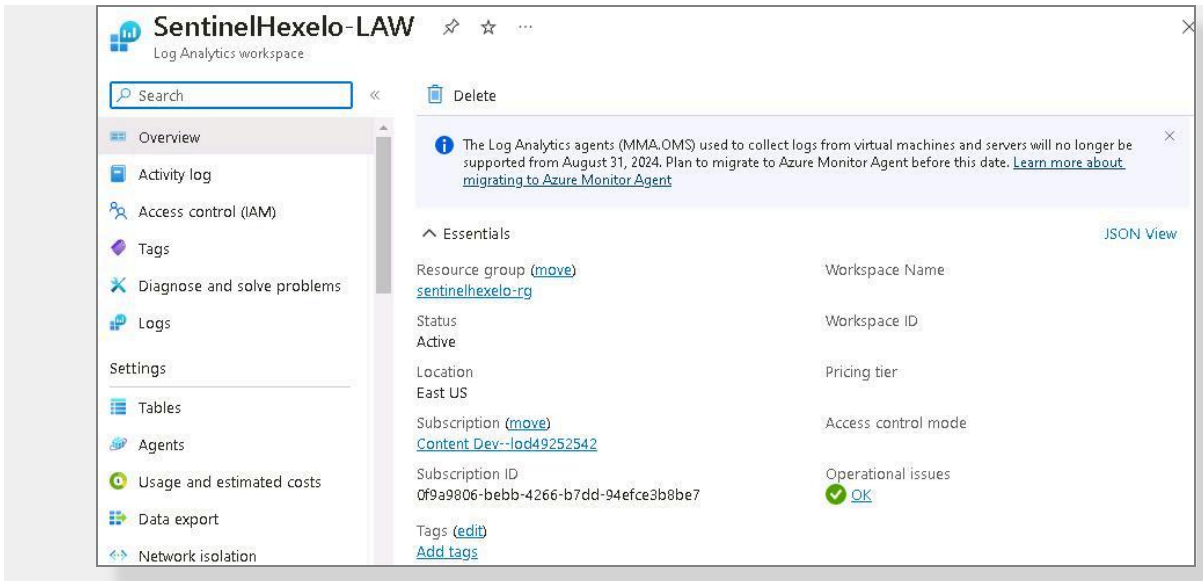 SentinelHexelo-LAW
Log Analytics workspace
Search
Delete
Overview
Activity log
Access control (IAM)
Tags
Diagnose and solve problems
Logs
Settings
Tables
Agents
Usage and estimated costs
Data export
Network isolation
The Log Analytics agents (MMA.OMS) used to collect logs from virtual machines and servers will no longer be
supported from August 31, 2024. Plan to migrate to Azure Monitor Agent before this date. Learn more about
migrating to Azure Monitor Agent
Essentials
JSON View
Resource group (move)
sentinelhexelo-rg
Status
Active
Location
East US
Subscription (move)
Content Dev--lod49252542
Subscription ID
0f9a9806-bebb-4266-b7dd-94efce3b8be7
Tags (edit)
Add tags
Workspace Name
Workspace ID
Pricing tier
Access control mode
Operational issues
OK